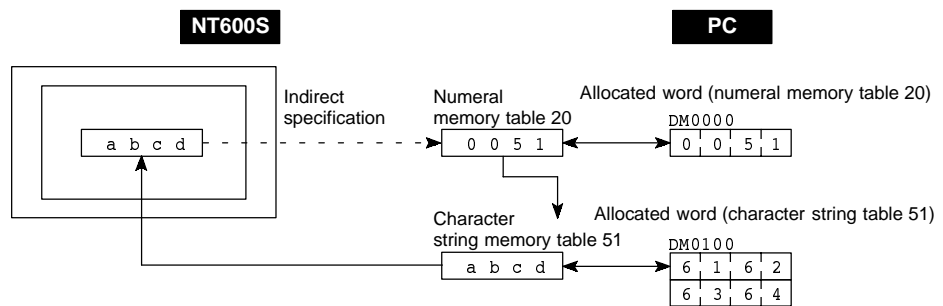 NT600S
PC
Indirect
specification
Numeral
memory table 20
Allocated word (numeral memory table 20)
DM0000
a b c d
0 0 5 1
0 0 5 1
Character
string memory table 51
Allocated word (character string table 51)
DM0100
a b c d
6 1 6 2
6 3 6 4